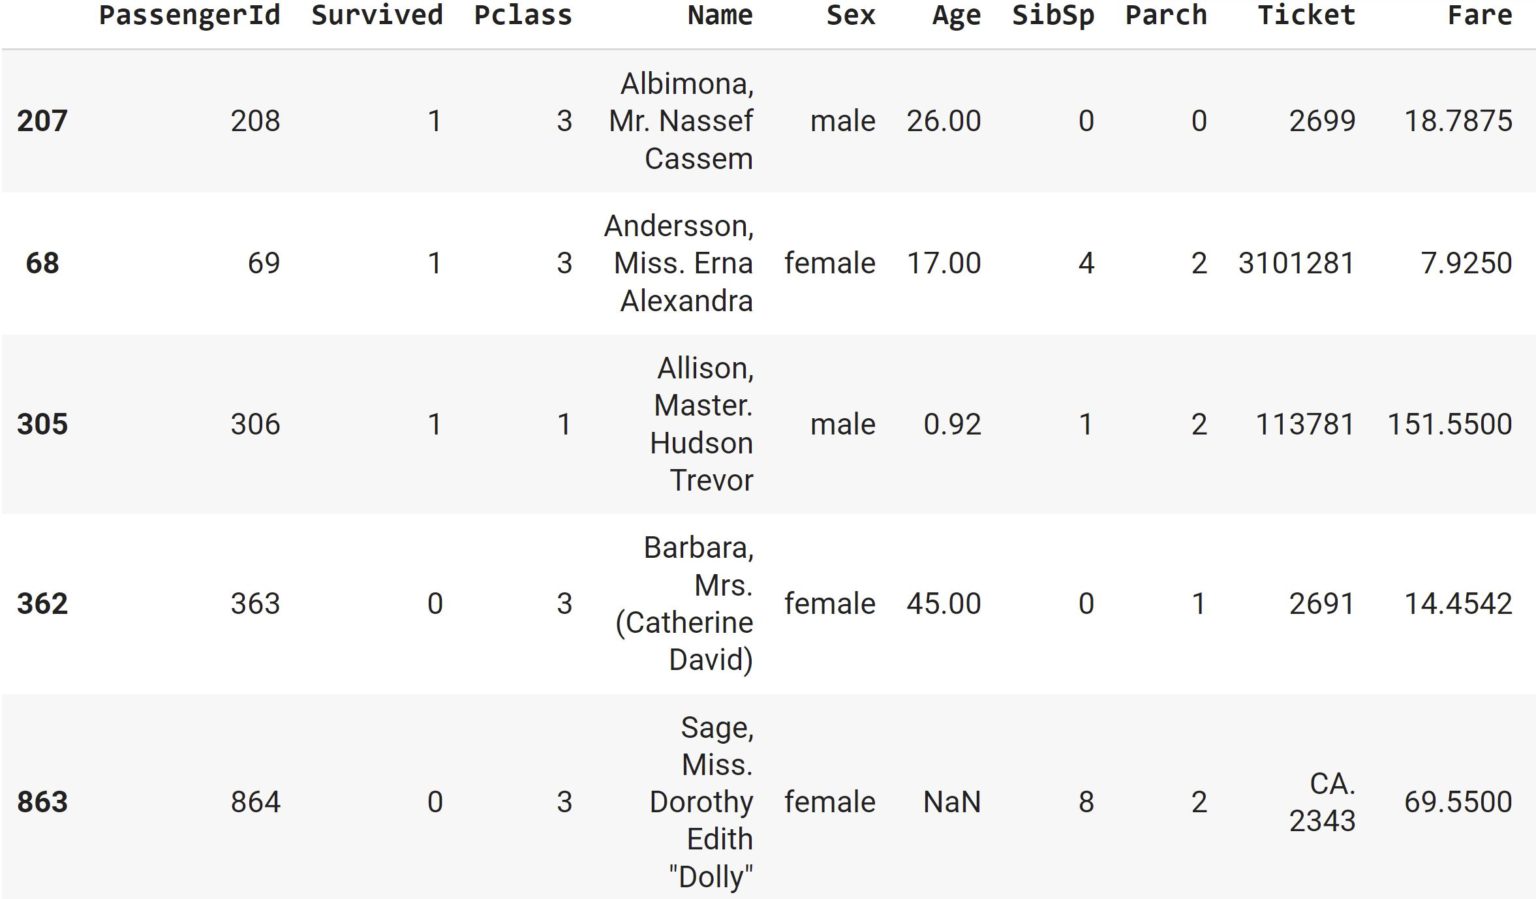 PassengerId Survived Pclass Name Sex Age SibSp Parch Ticket Fare
207 208 1 3 Albimona, Mr. Nassef Cassem male 26.00 0 0 2699 18.7875
68 69 1 3 Andersson, Miss. Erna Alexandra female 17.00 4 2 3101281 7.9250
305 306 1 1 Allison, Master. Hudson Trevor male 0.92 1 2 113781 151.5500
362 363 0 3 Barbara, Mrs. (Catherine David) female 45.00 0 1 2691 14.4542
863 864 0 3 Sage, Miss. Dorothy Edith "Dolly" female NaN 8 2 CA. 2343 69.5500